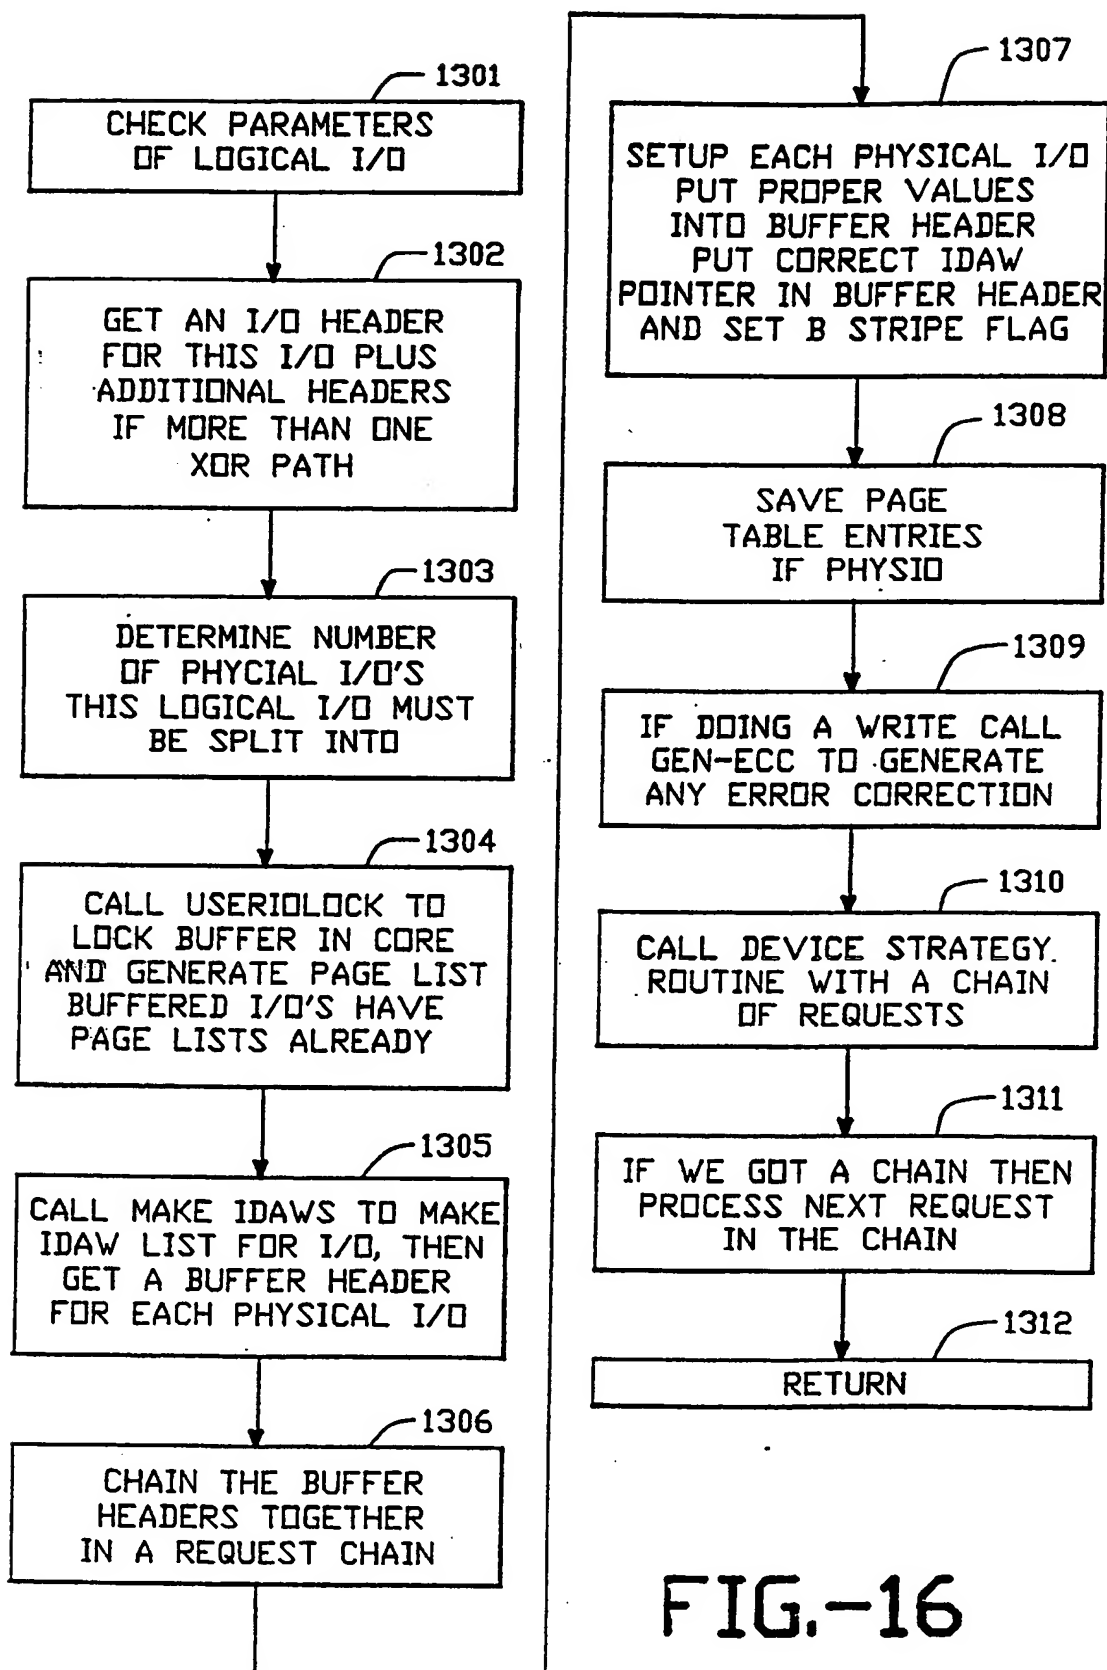 1301
CHECK PARAMETERS
OF LOGICAL I/O
1302
GET AN I/O HEADER
FOR THIS I/O PLUS
ADDITIONAL HEADERS
IF MORE THAN ONE
XOR PATH
1303
DETERMINE NUMBER
OF PHYCIAL I/O'S
THIS LOGICAL I/O MUST
BE SPLIT INTO
1304
CALL USERIOLOCK TO
LOCK BUFFER IN CORE
AND GENERATE PAGE LIST
BUFFERED I/O'S HAVE
PAGE LISTS ALREADY
1305
CALL MAKE IDAWS TO MAKE
IDAW LIST FOR I/O, THEN
GET A BUFFER HEADER
FOR EACH PHYSICAL I/O
1306
CHAIN THE BUFFER
HEADERS TOGETHER
IN A REQUEST CHAIN
1307
SETUP EACH PHYSICAL I/O
PUT PROPER VALUES
INTO BUFFER HEADER
PUT CORRECT IDAW
POINTER IN BUFFER HEADER
AND SET B STRIPE FLAG
1308
SAVE PAGE
TABLE ENTRIES
IF PHYSIO
1309
IF DOING A WRITE CALL
GEN-ECC TO GENERATE
ANY ERROR CORRECTION
1310
CALL DEVICE STRATEGY
ROUTINE WITH A CHAIN
OF REQUESTS
1311
IF WE GOT A CHAIN THEN
PROCESS NEXT REQUEST
IN THE CHAIN
1312
RETURN
FIG.-16